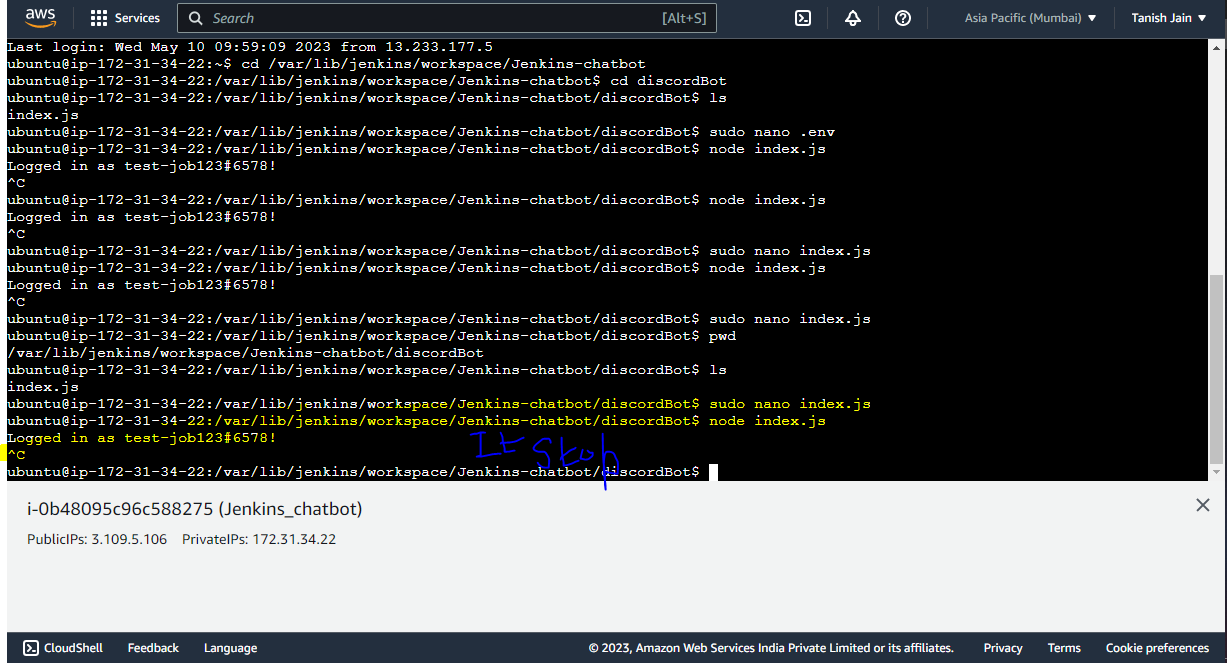 aws Services Search [Alt+S] Asia Pacific (Mumbai) Tanish Jain
Last login: Wed May 10 09:59:09 2023 from 13.233.177.5
ubuntu@ip-172-31-34-22:~$ cd /var/lib/jenkins/workspace/Jenkins-chatbot
ubuntu@ip-172-31-34-22:/var/lib/jenkins/workspace/Jenkins-chatbot$ cd discordBot
ubuntu@ip-172-31-34-22:/var/lib/jenkins/workspace/Jenkins-chatbot/discordBot$ ls
index.js
ubuntu@ip-172-31-34-22:/var/lib/jenkins/workspace/Jenkins-chatbot/discordBot$ sudo nano .env
ubuntu@ip-172-31-34-22:/var/lib/jenkins/workspace/Jenkins-chatbot/discordBot$ node index.js
Logged in as test-job123#6578!
^C
ubuntu@ip-172-31-34-22:/var/lib/jenkins/workspace/Jenkins-chatbot/discordBot$ node index.js
Logged in as test-job123#6578!
^C
ubuntu@ip-172-31-34-22:/var/lib/jenkins/workspace/Jenkins-chatbot/discordBot$ sudo nano index.js
ubuntu@ip-172-31-34-22:/var/lib/jenkins/workspace/Jenkins-chatbot/discordBot$ node index.js
Logged in as test-job123#6578!
^C
ubuntu@ip-172-31-34-22:/var/lib/jenkins/workspace/Jenkins-chatbot/discordBot$ sudo nano index.js
ubuntu@ip-172-31-34-22:/var/lib/jenkins/workspace/Jenkins-chatbot/discordBot$ pwd
/var/lib/jenkins/workspace/Jenkins-chatbot/discordBot
ubuntu@ip-172-31-34-22:/var/lib/jenkins/workspace/Jenkins-chatbot/discordBot$ ls
index.js
ubuntu@ip-172-31-34-22:/var/lib/jenkins/workspace/Jenkins-chatbot/discordBot$ sudo nano index.js
ubuntu@ip-172-31-34-22:/var/lib/jenkins/workspace/Jenkins-chatbot/discordBot$ node index.js
Logged in as test-job123#6578!
It stop
^C
ubuntu@ip-172-31-34-22:/var/lib/jenkins/workspace/Jenkins-chatbot/discordBot$
i-0b48095c96c588275 (Jenkins_chatbot)
PublicIPs: 3.109.5.106 PrivateIPs: 172.31.34.22
CloudShell Feedback Language © 2023, Amazon Web Services India Private Limited or its affiliates. Privacy Terms Cookie preferences